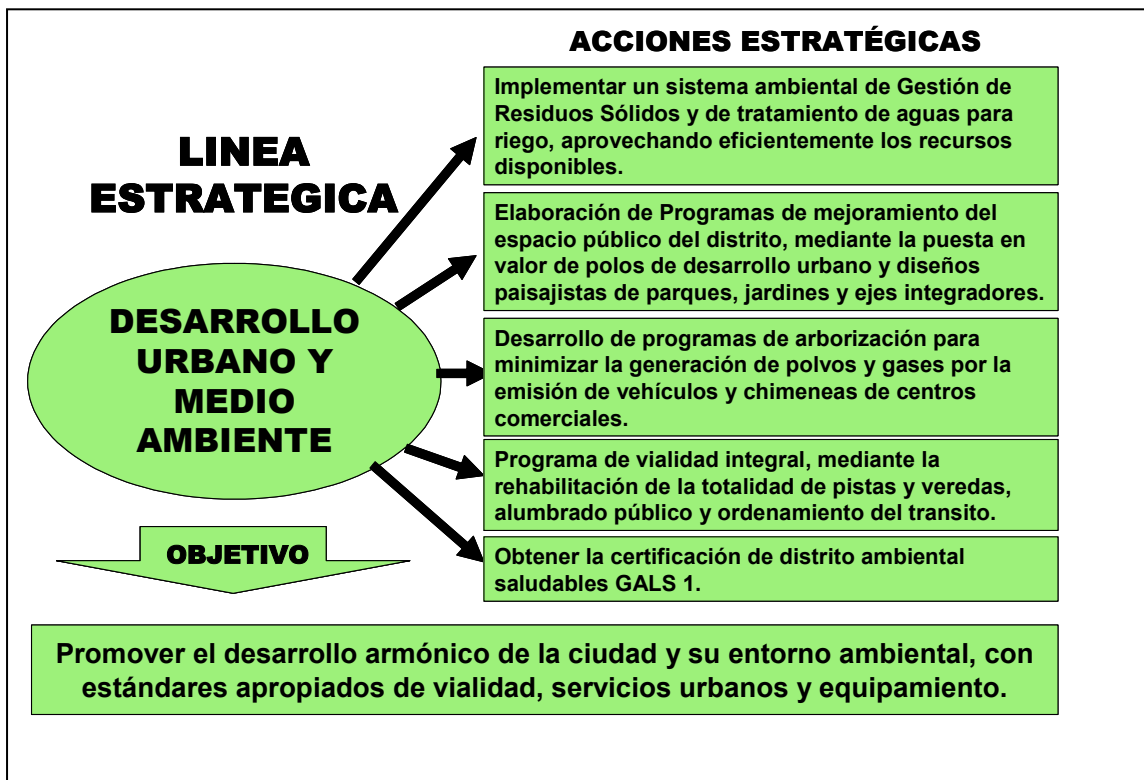 LINEA
ESTRATEGICA
DESARROLLO
URBANO Y
MEDIO
AMBIENTE
ACCIONES ESTRATÉGICAS
Implementar un sistema ambiental de Gestión de
Residuos Sólidos y de tratamiento de aguas para
riego, aprovechando eficientemente los recursos
disponibles.
Elaboración de Programas de mejoramiento del
espacio público del distrito, mediante la puesta en
valor de polos de desarrollo urbano y diseños
paisajistas de parques, jardines y ejes integradores.
Desarrollo de programas de arborización para
minimizar la generación de polvos y gases por la
emisión de vehículos y chimeneas de centros
comerciales.
Programa de vialidad integral, mediante la
rehabilitación de la totalidad de pistas y veredas,
alumbrado público y ordenamiento del transito.
Obtener la certificación de distrito ambiental
saludables GALS 1.
OBJETIVO
Promover el desarrollo armónico de la ciudad y su entorno ambiental, con
estándares apropiados de vialidad, servicios urbanos y equipamiento.